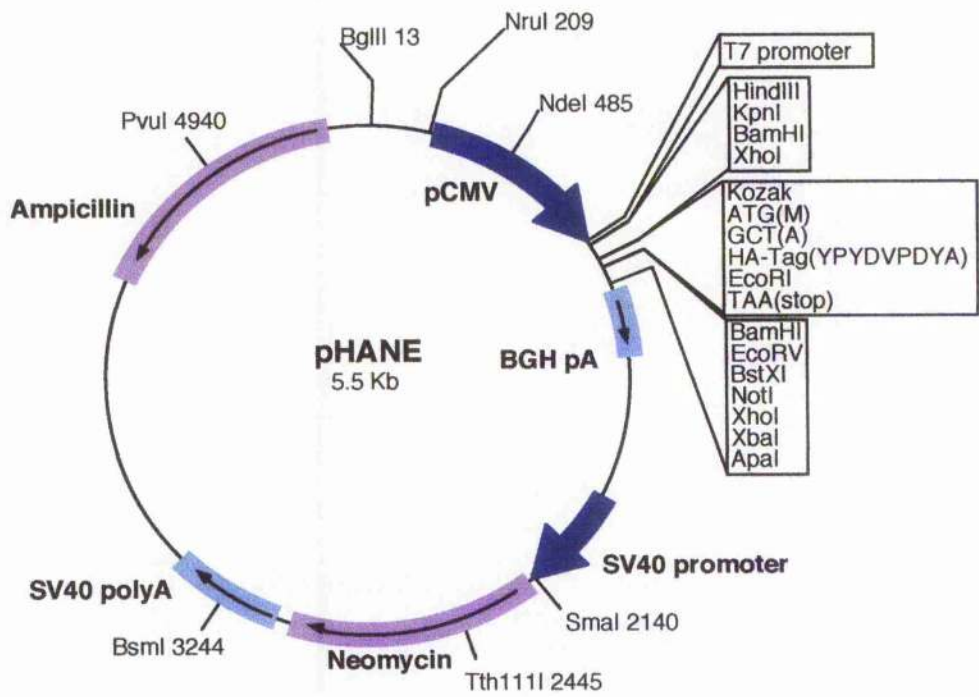 BglII 13
NruI 209
T7 promoter
NdeI 485
HindIII
KpnI
BamHI
XhoI
PvuI 4940
Ampicillin
pCMV
Kozak
ATG(M)
GCT(A)
HA-Tag(YPYDVPDYA)
EcoRI
TAA(stop)
pHANE
5.5 Kb
BGH pA
BamHI
EcoRV
BstXI
NotI
XhoI
XbaI
ApaI
SV40 promoter
SV40 polyA
SmaI 2140
BsmI 3244
Neomycin
Tth111I 2445